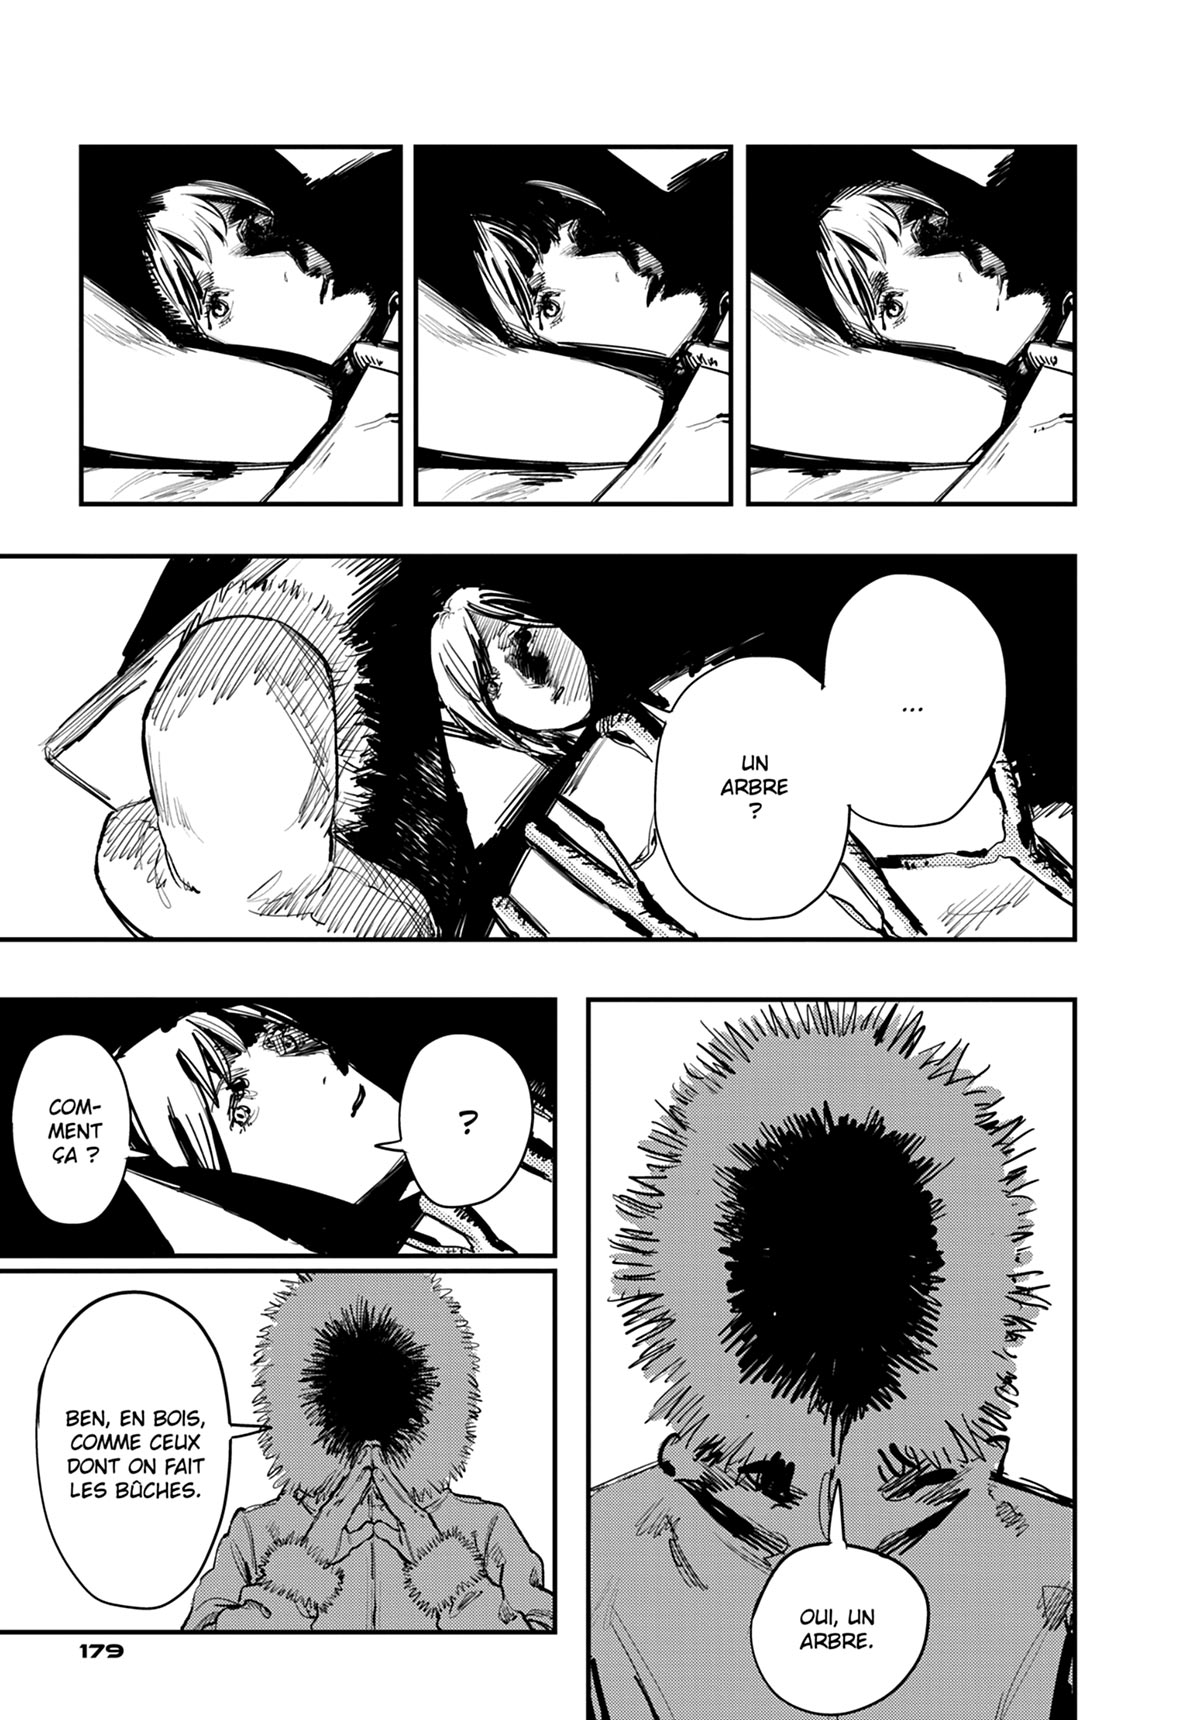 ...
UN
ARBRE
?
OUI, UN
ARBRE.
?
COM-
MENT
ÇA ?
BEN, EN BOIS,
COMME CEUX
DONT ON FAIT
LES BÛCHES.
179